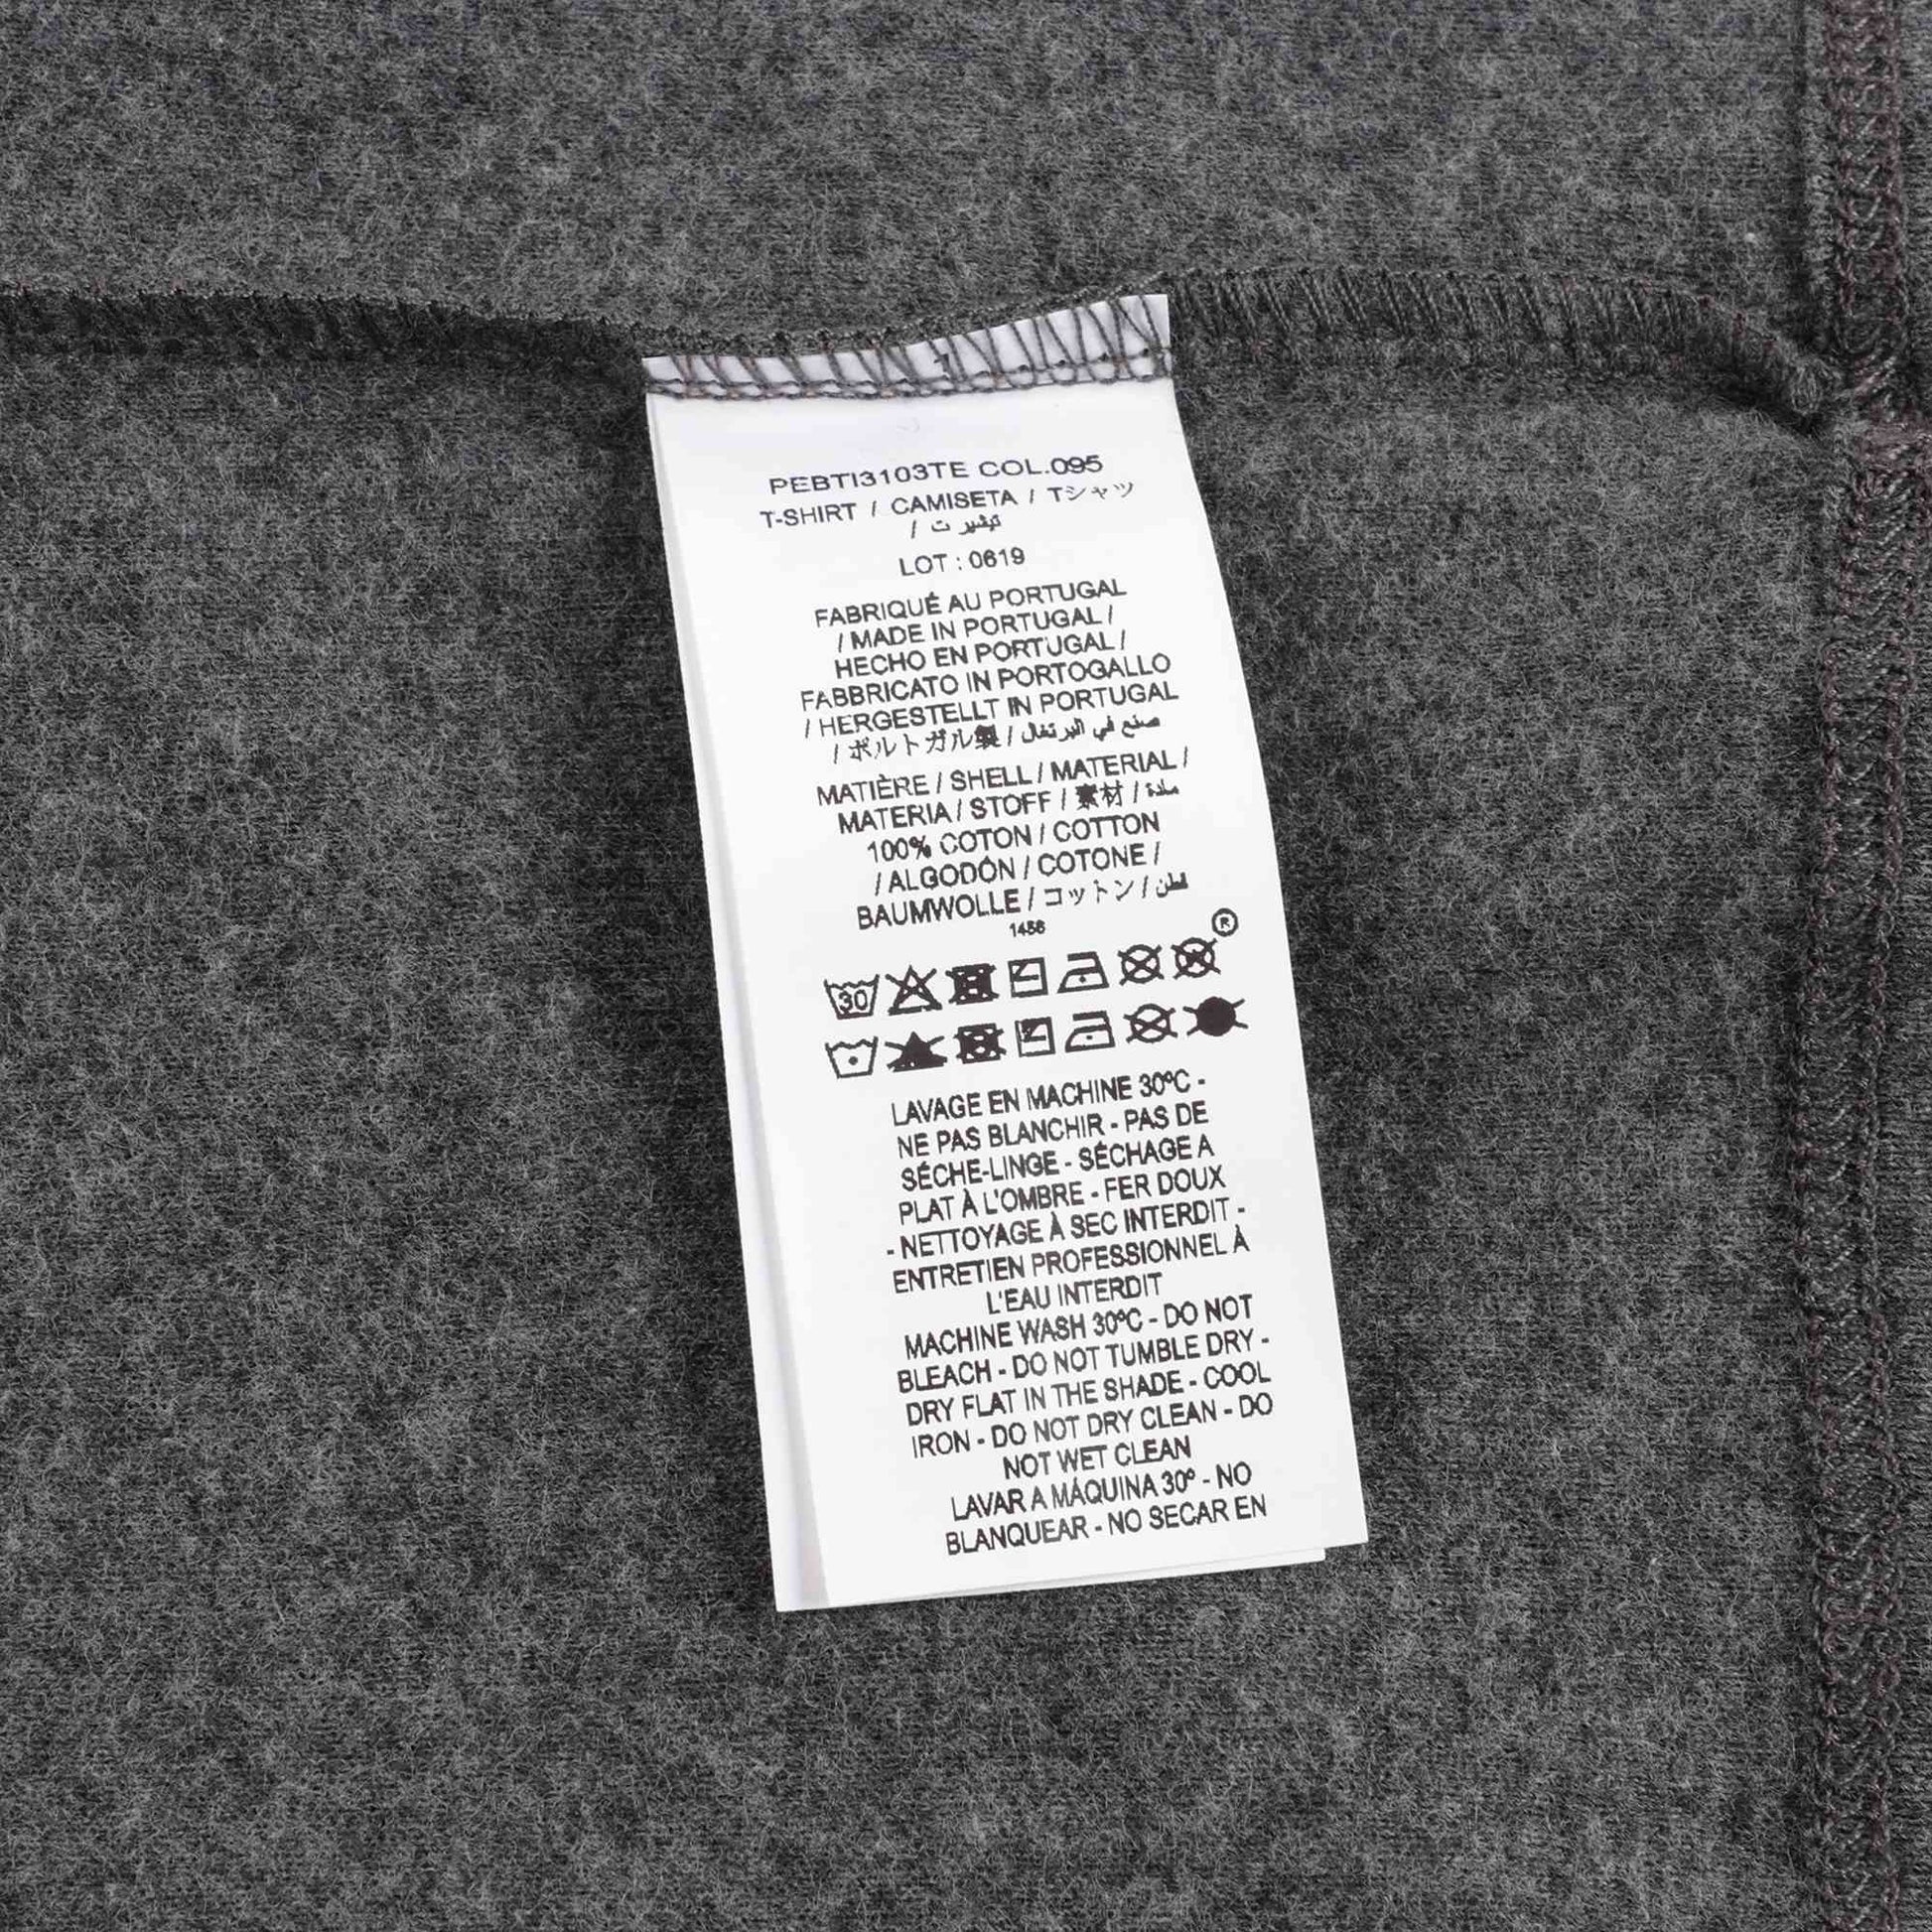 PEBTI3103TE COL.095
T-SHIRT / CAMISETA / Tシャツ
/ تيشير ت
LOT : 0619
FABRIQUÉ AU PORTUGAL
/ MADE IN PORTUGAL /
HECHO EN PORTUGAL /
FABBRICATO IN PORTOGALLO
/ HERGESTELLT IN PORTUGAL
/ ポルトガル製 / صنع في البرتغال
MATIÈRE / SHELL / MATERIAL /
MATERIA / STOFF / 素材 / مادة
100% COTON / COTTON
/ ALGODÓN / COTONE /
BAUMWOLLE / コットン / قطن
1456
®
30
LAVAGE EN MACHINE 30ºC -
NE PAS BLANCHIR - PAS DE
SÉCHE-LINGE - SÉCHAGE A
PLAT À L'OMBRE - FER DOUX
- NETTOYAGE À SEC INTERDIT -
ENTRETIEN PROFESSIONNEL À
L'EAU INTERDIT
MACHINE WASH 30ºC - DO NOT
BLEACH - DO NOT TUMBLE DRY -
DRY FLAT IN THE SHADE - COOL
IRON - DO NOT DRY CLEAN - DO
NOT WET CLEAN
LAVAR A MÁQUINA 30º - NO
BLANQUEAR - NO SECAR EN